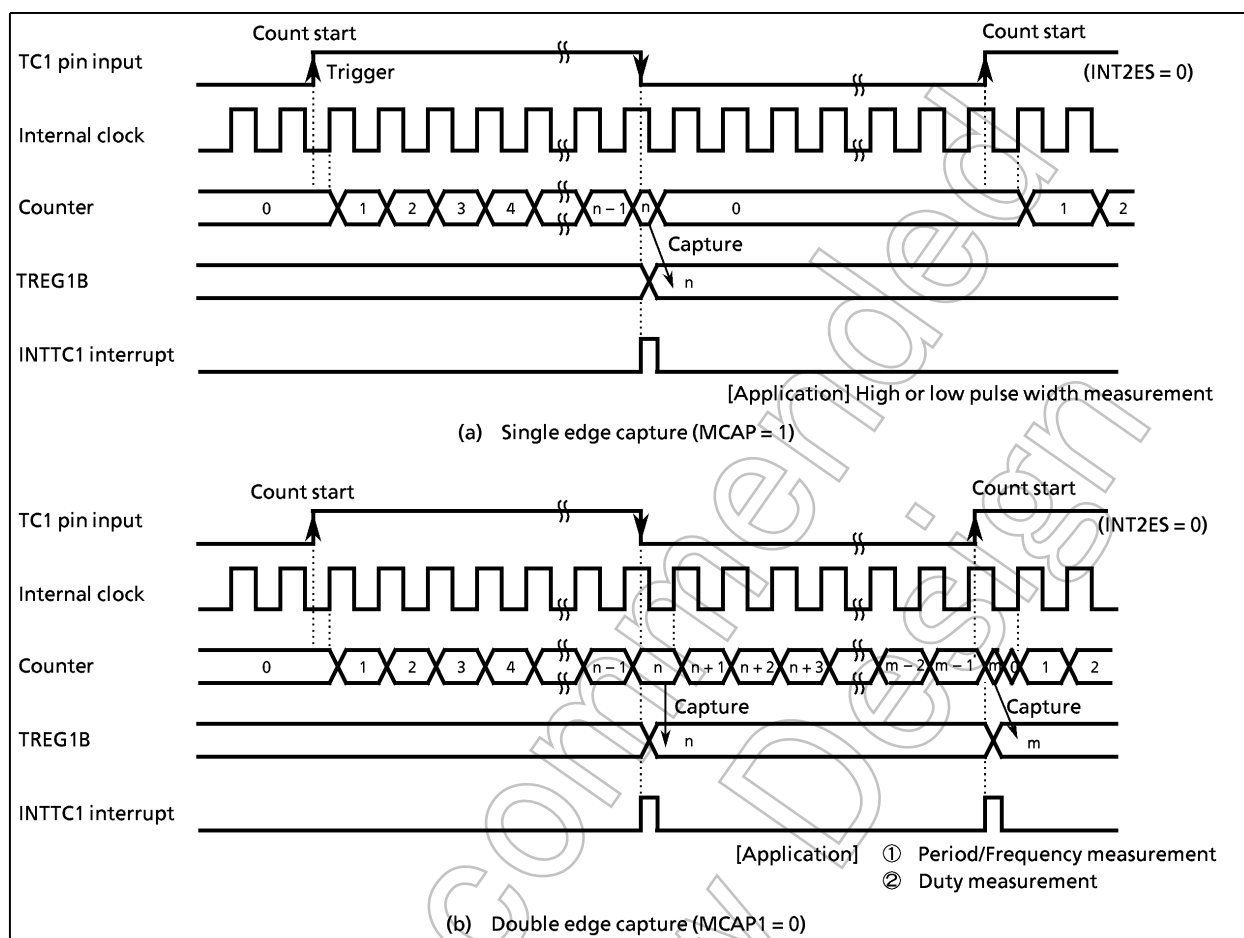 Count start
Count start
TC1 pin input
Trigger
(INT2ES = 0)
Internal clock
Counter
0 1 2 3 4 n – 1 n 0 1 2
Capture
TREG1B
n
INTTC1 interrupt
[Application] High or low pulse width measurement
(a) Single edge capture (MCAP = 1)
Count start
Count start
TC1 pin input
(INT2ES = 0)
Internal clock
Counter
0 1 2 3 4 n – 1 n n + 1 n + 2 n + 3 m – 2 m – 1 m 0 1 2
Capture
Capture
TREG1B
n
m
INTTC1 interrupt
[Application] ① Period/Frequency measurement
② Duty measurement
(b) Double edge capture (MCAP1 = 0)